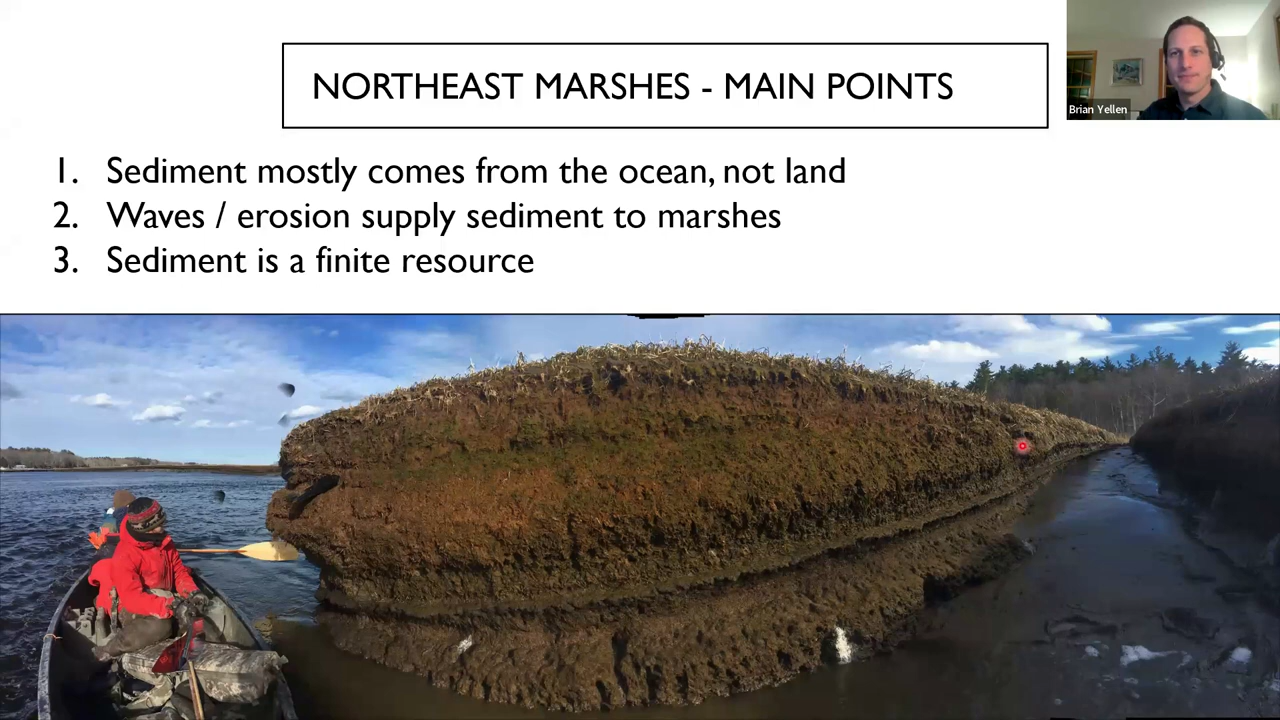 NORTHEAST MARSHES - MAIN POINTS
Brian Yellen
1. Sediment mostly comes from the ocean, not land
2. Waves / erosion supply sediment to marshes
3. Sediment is a finite resource